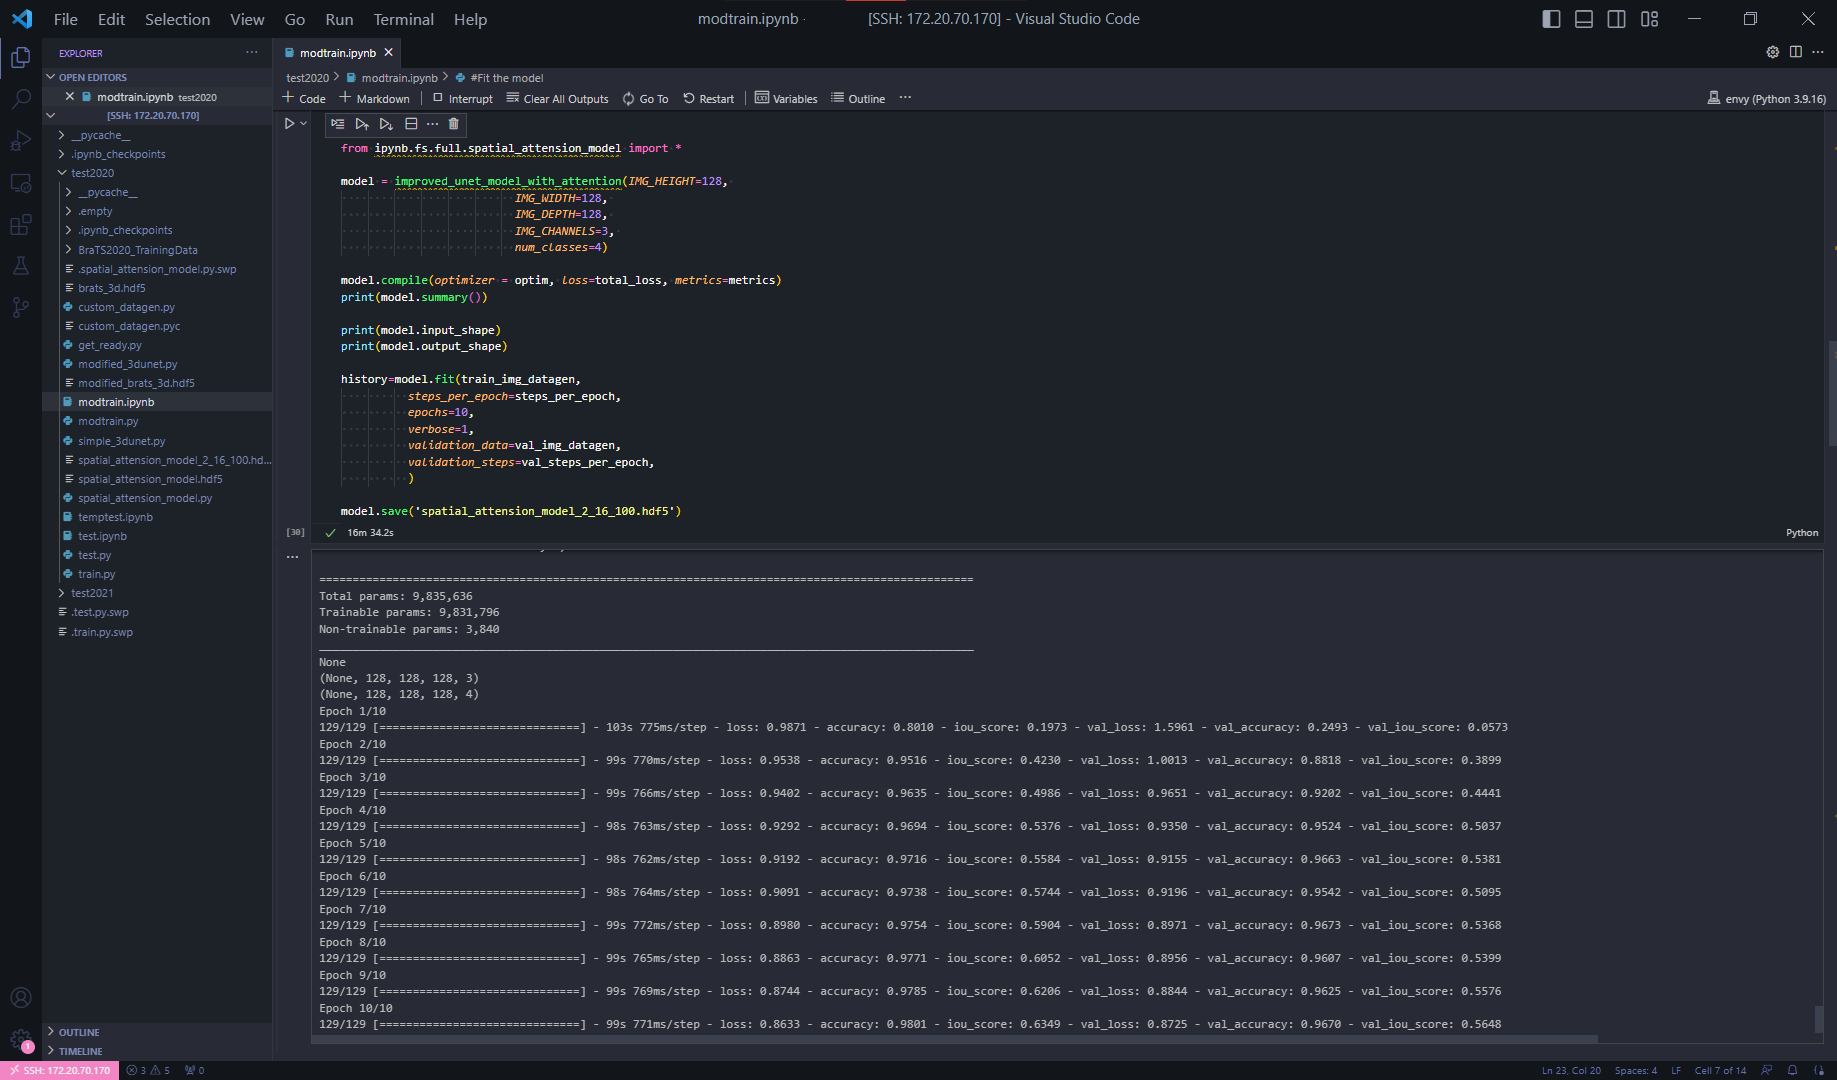 File Edit Selection View Go Run Terminal Help
modtrain.ipynb · [SSH: 172.20.70.170] - Visual Studio Code
EXPLORER
OPEN EDITORS
modtrain.ipynb test2020
[SSH: 172.20.70.170]
__pycache__
.ipynb_checkpoints
test2020
__pycache__
.empty
.ipynb_checkpoints
BraTS2020_TrainingData
.spatial_attension_model.py.swp
brats_3d.hdf5
custom_datagen.py
custom_datagen.pyc
get_ready.py
modified_3dunet.py
modified_brats_3d.hdf5
modtrain.ipynb
modtrain.py
simple_3dunet.py
spatial_attension_model_2_16_100.hd...
spatial_attension_model.hdf5
spatial_attension_model.py
temptest.ipynb
test.ipynb
test.py
train.py
test2021
.test.py.swp
.train.py.swp
OUTLINE
TIMELINE
modtrain.ipynb
test2020 > modtrain.ipynb > #Fit the model
+ Code + Markdown | Interrupt Clear All Outputs Go To Restart | Variables Outline ...
envy (Python 3.9.16)
from ipynb.fs.full.spatial_attension_model import *
model = improved_unet_model_with_attention(IMG_HEIGHT=128,
IMG_WIDTH=128,
IMG_DEPTH=128,
IMG_CHANNELS=3,
num_classes=4)
model.compile(optimizer = optim, loss=total_loss, metrics=metrics)
print(model.summary())
print(model.input_shape)
print(model.output_shape)
history=model.fit(train_img_datagen,
steps_per_epoch=steps_per_epoch,
epochs=10,
verbose=1,
validation_data=val_img_datagen,
validation_steps=val_steps_per_epoch,
)
model.save('spatial_attension_model_2_16_100.hdf5')
[30] 16m 34.2s Python
==================================================================================================
Total params: 9,835,636
Trainable params: 9,831,796
Non-trainable params: 3,840
__________________________________________________________________________________________________
None
(None, 128, 128, 128, 3)
(None, 128, 128, 128, 4)
Epoch 1/10
129/129 [==============================] - 103s 775ms/step - loss: 0.9871 - accuracy: 0.8010 - iou_score: 0.1973 - val_loss: 1.5961 - val_accuracy: 0.2493 - val_iou_score: 0.0573
Epoch 2/10
129/129 [==============================] - 99s 770ms/step - loss: 0.9538 - accuracy: 0.9516 - iou_score: 0.4230 - val_loss: 1.0013 - val_accuracy: 0.8818 - val_iou_score: 0.3899
Epoch 3/10
129/129 [==============================] - 99s 766ms/step - loss: 0.9402 - accuracy: 0.9635 - iou_score: 0.4986 - val_loss: 0.9651 - val_accuracy: 0.9202 - val_iou_score: 0.4441
Epoch 4/10
129/129 [==============================] - 98s 763ms/step - loss: 0.9292 - accuracy: 0.9694 - iou_score: 0.5376 - val_loss: 0.9350 - val_accuracy: 0.9524 - val_iou_score: 0.5037
Epoch 5/10
129/129 [==============================] - 98s 762ms/step - loss: 0.9192 - accuracy: 0.9716 - iou_score: 0.5584 - val_loss: 0.9155 - val_accuracy: 0.9663 - val_iou_score: 0.5381
Epoch 6/10
129/129 [==============================] - 98s 764ms/step - loss: 0.9091 - accuracy: 0.9738 - iou_score: 0.5744 - val_loss: 0.9196 - val_accuracy: 0.9542 - val_iou_score: 0.5095
Epoch 7/10
129/129 [==============================] - 99s 772ms/step - loss: 0.8980 - accuracy: 0.9754 - iou_score: 0.5904 - val_loss: 0.8971 - val_accuracy: 0.9673 - val_iou_score: 0.5368
Epoch 8/10
129/129 [==============================] - 99s 765ms/step - loss: 0.8863 - accuracy: 0.9771 - iou_score: 0.6052 - val_loss: 0.8956 - val_accuracy: 0.9607 - val_iou_score: 0.5399
Epoch 9/10
129/129 [==============================] - 99s 769ms/step - loss: 0.8744 - accuracy: 0.9785 - iou_score: 0.6206 - val_loss: 0.8844 - val_accuracy: 0.9625 - val_iou_score: 0.5576
Epoch 10/10
129/129 [==============================] - 99s 771ms/step - loss: 0.8633 - accuracy: 0.9801 - iou_score: 0.6349 - val_loss: 0.8725 - val_accuracy: 0.9670 - val_iou_score: 0.5648
1
SSH: 172.20.70.170 3 5 0
Ln 23, Col 20 Spaces: 4 LF Cell 7 of 14